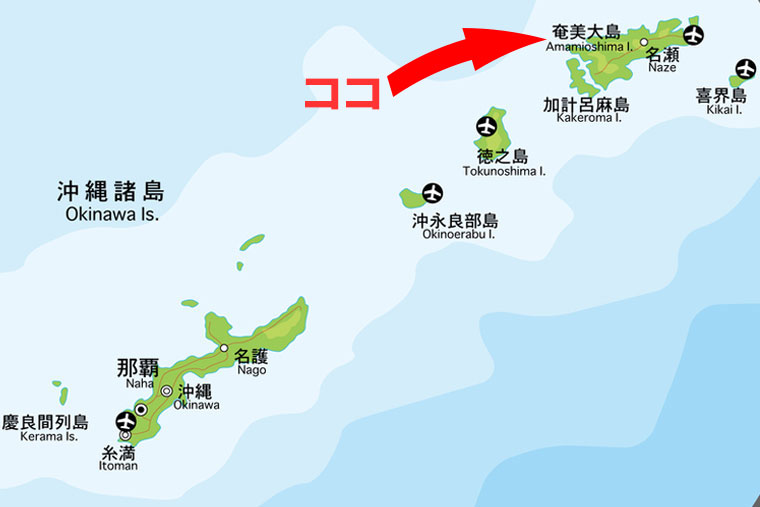 奄美大島
Amamioshima I.
名瀬
Naze
ココ
喜界島
Kikai I.
加計呂麻島
Kakeroma I.
徳之島
Tokunoshima I.
沖縄諸島
Okinawa Is.
沖永良部島
Okinoerabu I.
名護
Nago
那覇
Naha
沖縄
Okinawa
慶良間列島
Kerama Is.
糸満
Itoman